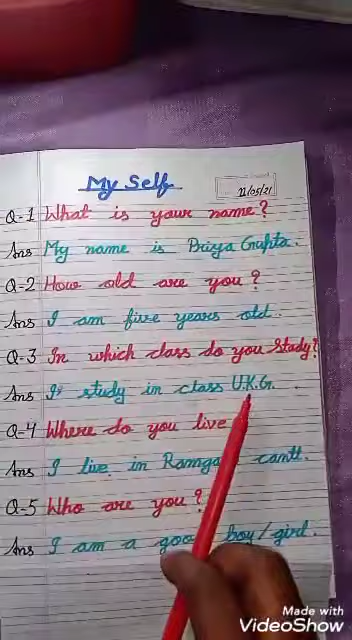 My Self
21/05/21
Q-1 What is your name?
Ans My name is Priya Gupta.
Q-2 How old are you?
Ans I am five years old.
Q-3 In which class do you Study?
Ans I study in class U.K.G.
Q-4 Where do you live
Ans I live in Ramga cantt.
Q-5 Who are you?
Ans I am a goo boy/girl.
Made with
VideoShow